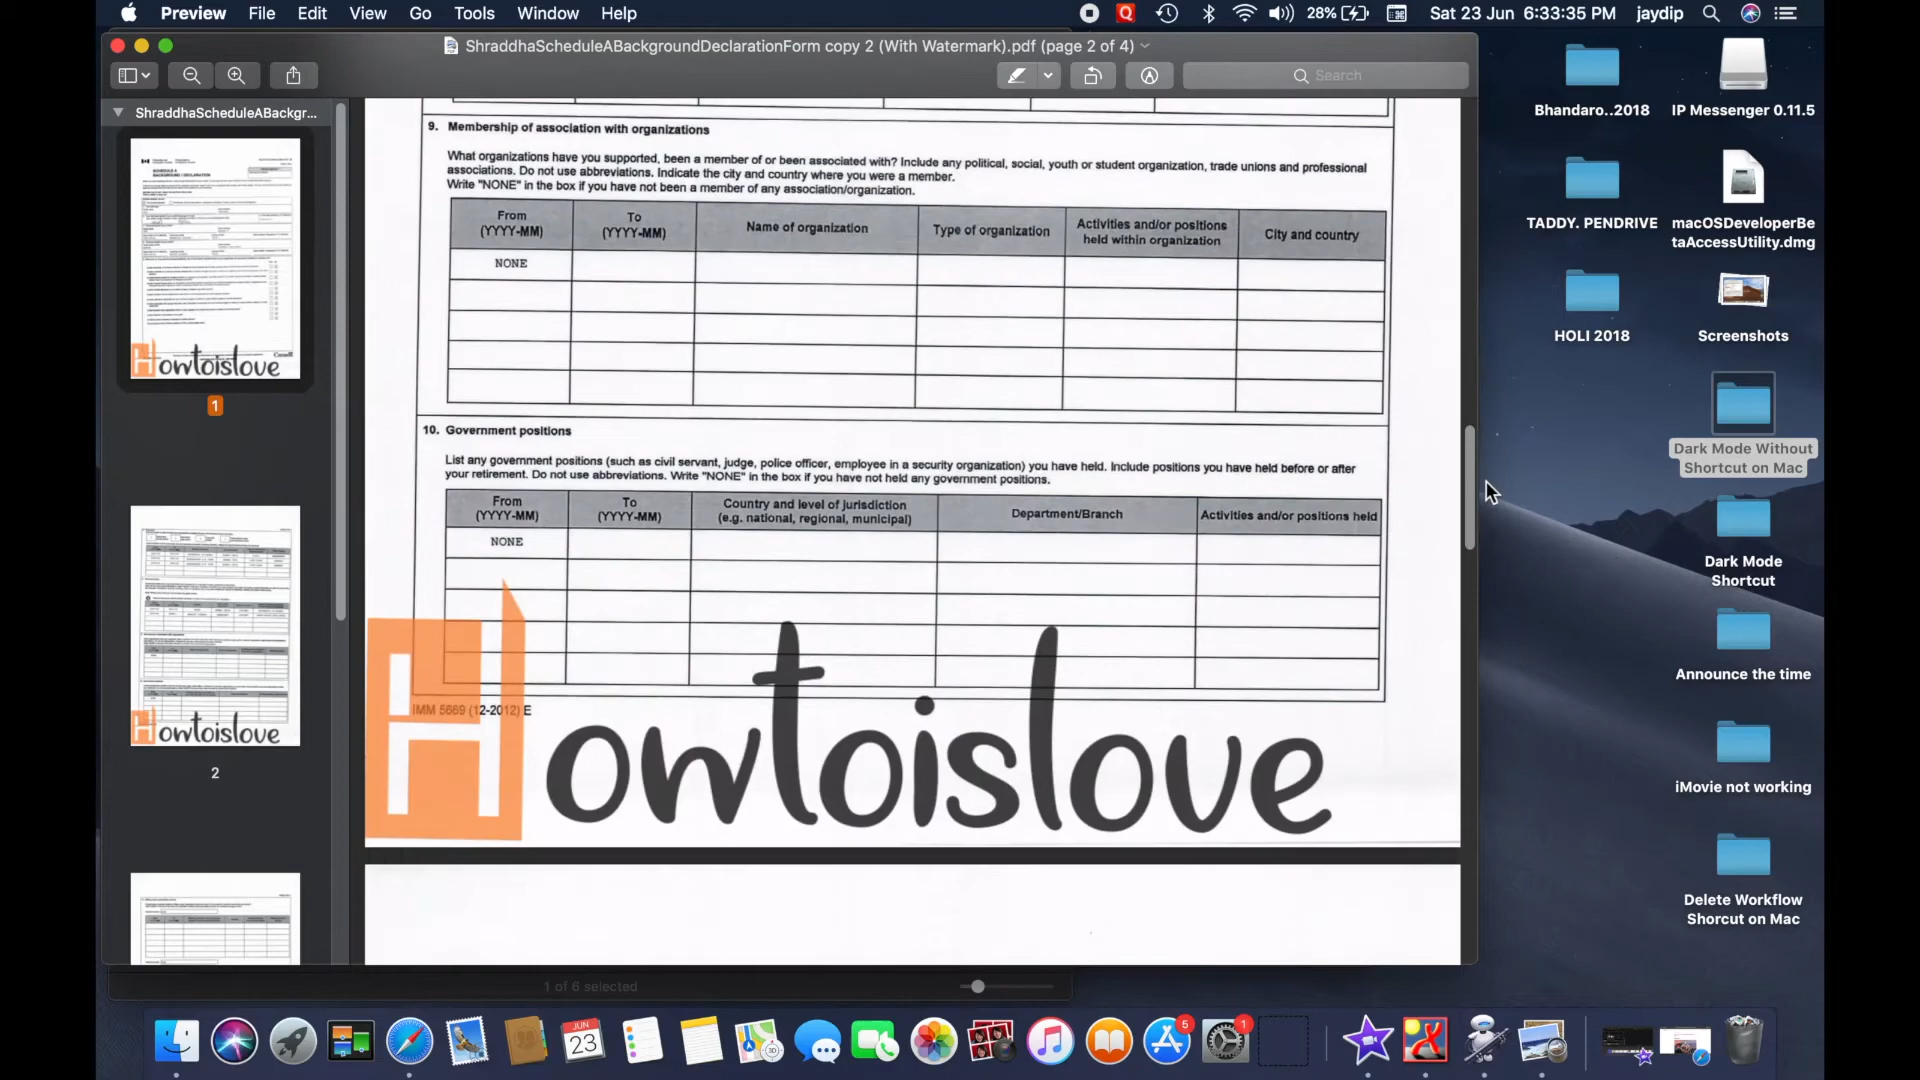 Preview File Edit View Go Tools Window Help
28% Sat 23 Jun 6:33:35 PM jaydip
ShraddhaScheduleABackgroundDeclarationForm copy 2 (With Watermark).pdf (page 2 of 4)
Search
ShraddhaScheduleABackgr...
1
2
Howtoislove
Howtoislove
9. Membership of association with organizations
What organizations have you supported, been a member of or been associated with? Include any political, social, youth or student organization, trade unions and professional
associations. Do not use abbreviations. Indicate the city and country where you were a member.
Write "NONE" in the box if you have not been a member of any association/organization.
From (YYYY-MM) To (YYYY-MM) Name of organization Type of organization Activities and/or positions held within organization City and country
NONE
10. Government positions
List any government positions (such as civil servant, judge, police officer, employee in a security organization) you have held. Include positions you have held before or after
your retirement. Do not use abbreviations. Write "NONE" in the box if you have not held any government positions.
From (YYYY-MM) To (YYYY-MM) Country and level of jurisdiction (e.g. national, regional, municipal) Department/Branch Activities and/or positions held
NONE
IMM 5669 (12-2012) E
Howtoislove
1 of 6 selected
Bhandaro..2018
IP Messenger 0.11.5
TADDY. PENDRIVE
macOSDeveloperBe
taAccessUtility.dmg
HOLI 2018
Screenshots
Dark Mode Without
Shortcut on Mac
Dark Mode
Shortcut
Announce the time
iMovie not working
Delete Workflow
Shorcut on Mac
JUN
23
5
1